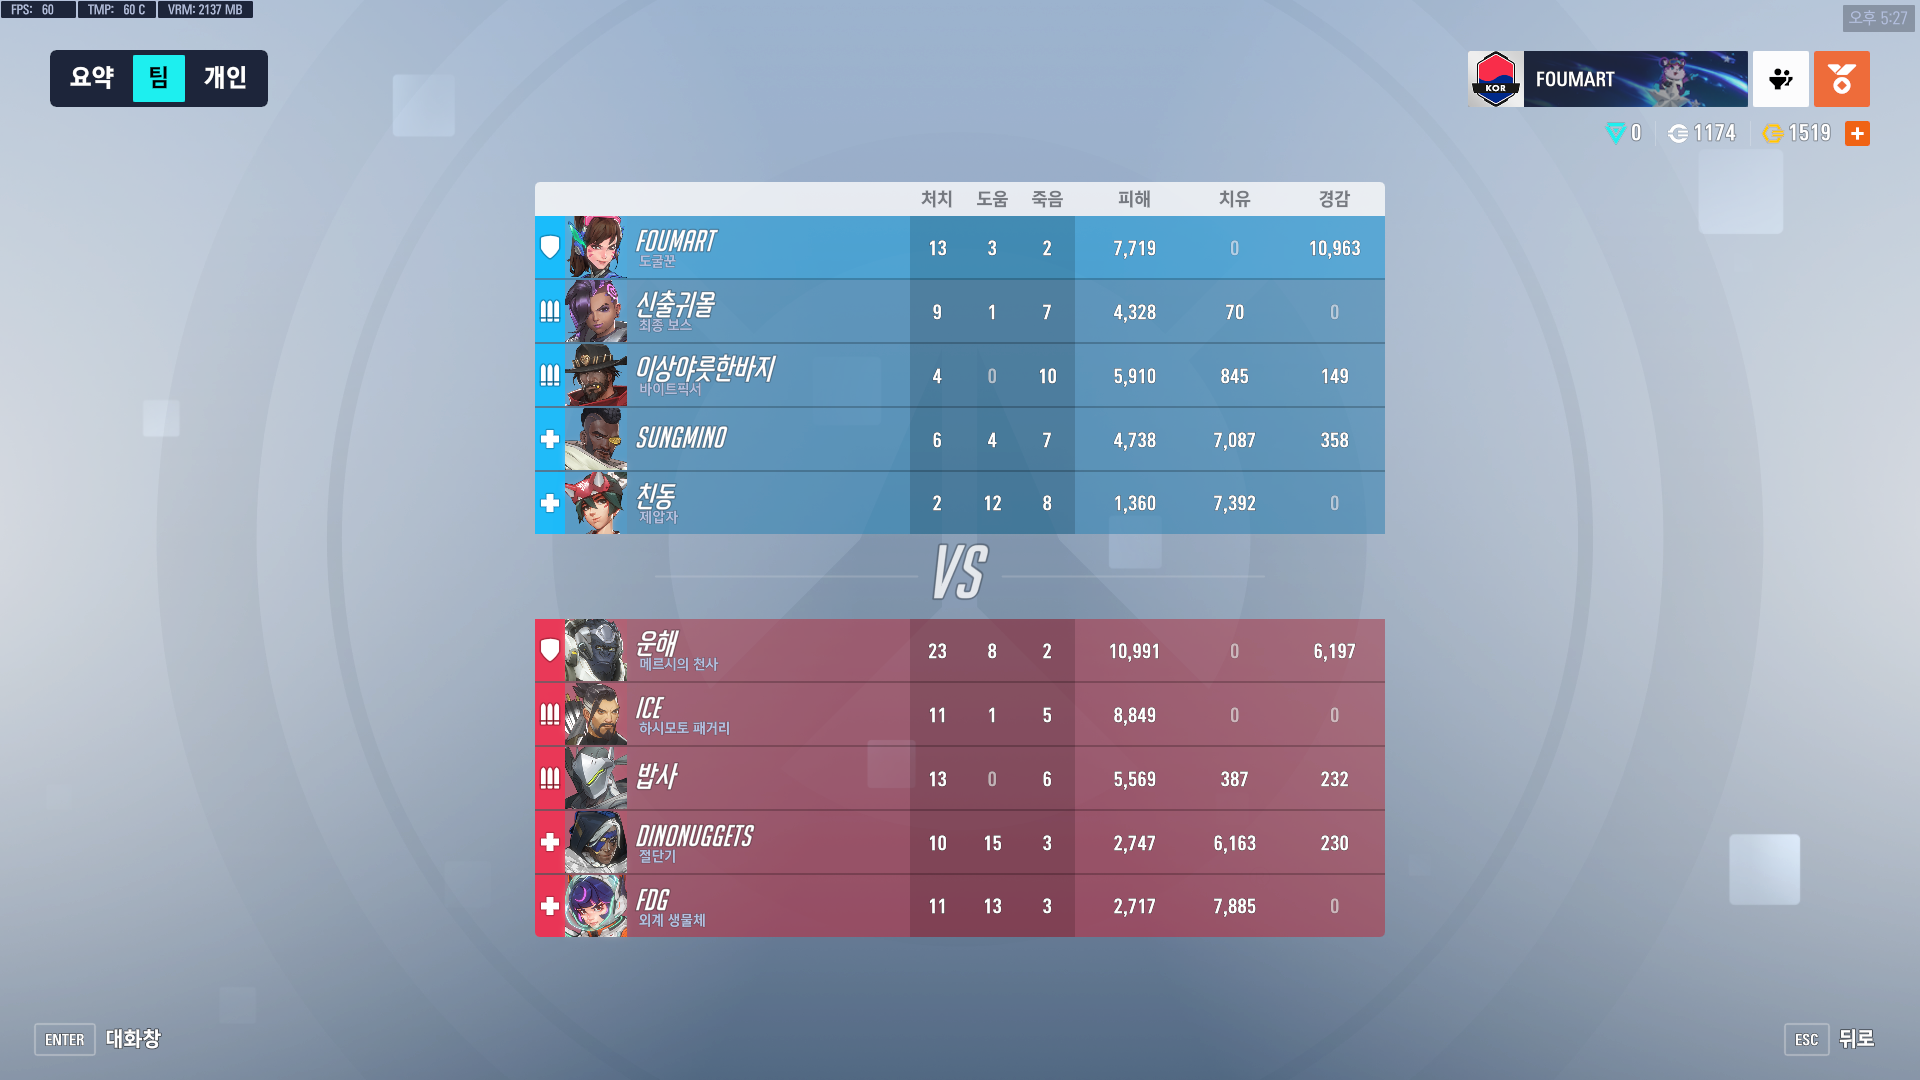 FPS: 60 TMP: 60 C VRM: 2137 MB
오후 5:27
요약 팀 개인
KOR FOUMART
0 1174 1519
처치 도움 죽음 피해 치유 경감
FOUMART 13 3 2 7,719 0 10,963
도굴꾼
신출귀몰 9 1 7 4,328 70 0
최종 보스
이상야릇한바지 4 0 10 5,910 845 149
바이트픽서
SUNGMINO 6 4 7 4,738 7,087 358
친동 2 12 8 1,360 7,392 0
제압자
VS
운해 23 8 2 10,991 0 6,197
메르시의 천사
ICE 11 1 5 8,849 0 0
하시모토 패거리
밥사 13 0 6 5,569 387 232
DINONUGGETS 10 15 3 2,747 6,163 230
절단기
FDG 11 13 3 2,717 7,885 0
외계 생물체
ENTER 대화창
ESC 뒤로